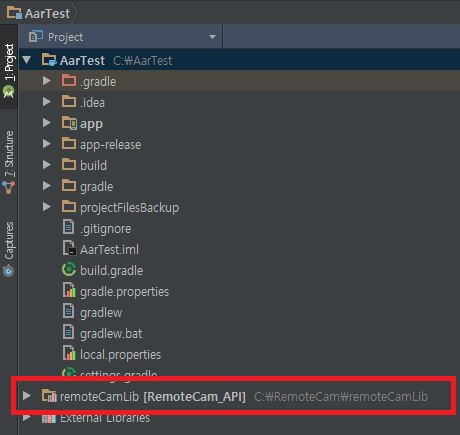 AarTest
Project
1: Project
AarTest C:₩AarTest
.gradle
.idea
app
app-release
build
gradle
projectFilesBackup
.gitignore
AarTest.iml
build.gradle
gradle.properties
gradlew
gradlew.bat
local.properties
settings.gradle
remoteCamLib [RemoteCam_API] C:₩RemoteCam₩remoteCamLib
External Libraries
7: Structure
Captures